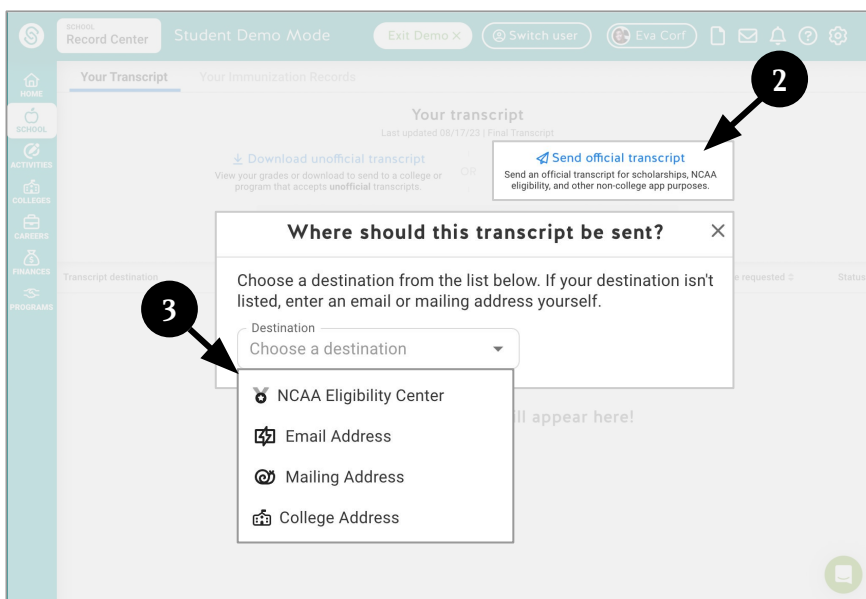 SCHOOL
Record Center
Student Demo Mode
Exit Demo ×
Switch user
Eva Corf
HOME
SCHOOL
ACTIVITIES
COLLEGES
CAREERS
FINANCES
PROGRAMS
Your Transcript
Your Immunization Records
2
Your transcript
Last updated 08/17/23 | Final Transcript
Download unofficial transcript
View your grades or download to send to a college or
program that accepts unofficial transcripts.
OR
Send official transcript
Send an official transcript for scholarships, NCAA
eligibility, and other non-college app purposes.
Where should this transcript be sent?
Transcript destination
requested
Status
Choose a destination from the list below. If your destination isn't
listed, enter an email or mailing address yourself.
3
Destination
Choose a destination
NCAA Eligibility Center
Email Address
Mailing Address
College Address
appear here!